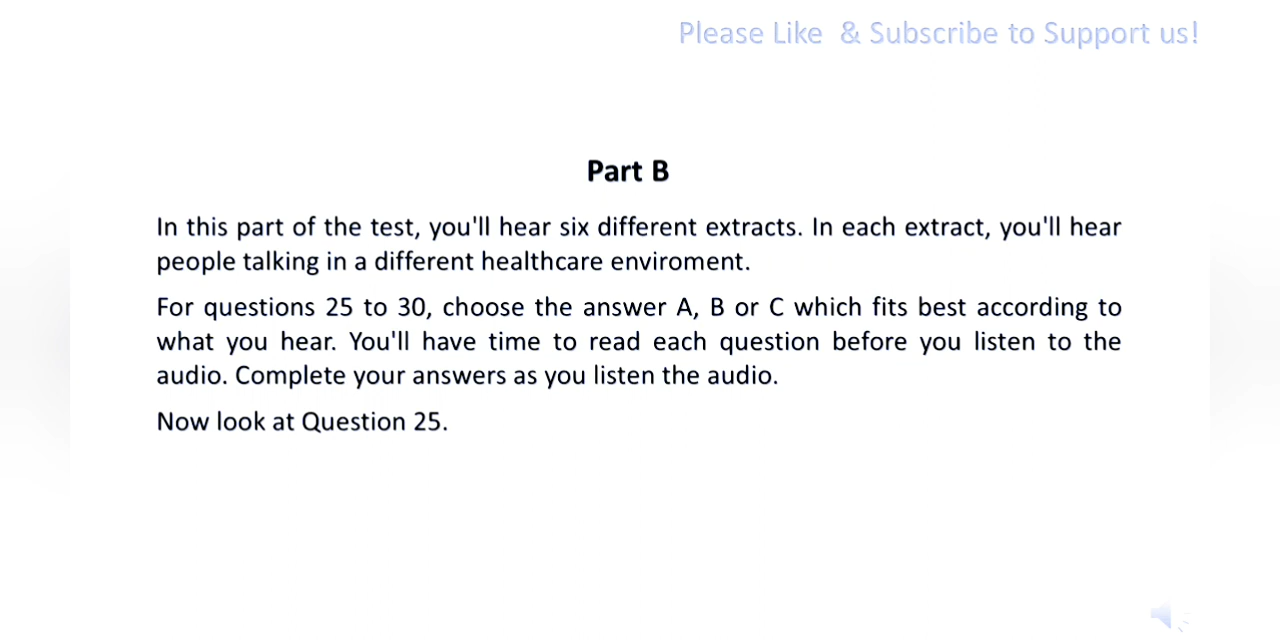 Please Like & Subscribe to Support us!
Part B
In this part of the test, you'll hear six different extracts. In each extract, you'll hear
people talking in a different healthcare enviroment.
For questions 25 to 30, choose the answer A, B or C which fits best according to
what you hear. You'll have time to read each question before you listen to the
audio. Complete your answers as you listen the audio.
Now look at Question 25.